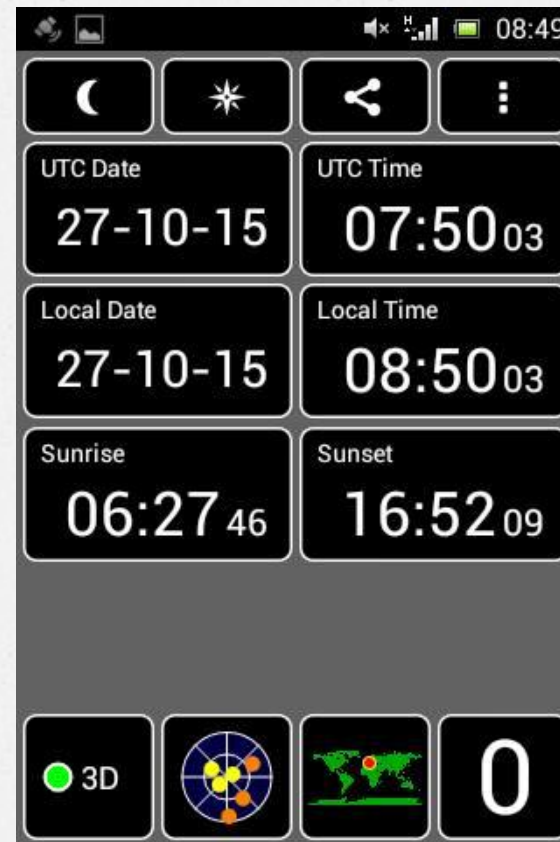 H 08:49
UTC Date UTC Time
27-10-15 07:50 03
Local Date Local Time
27-10-15 08:50 03
Sunrise Sunset
06:27 46 16:52 09
3D 0